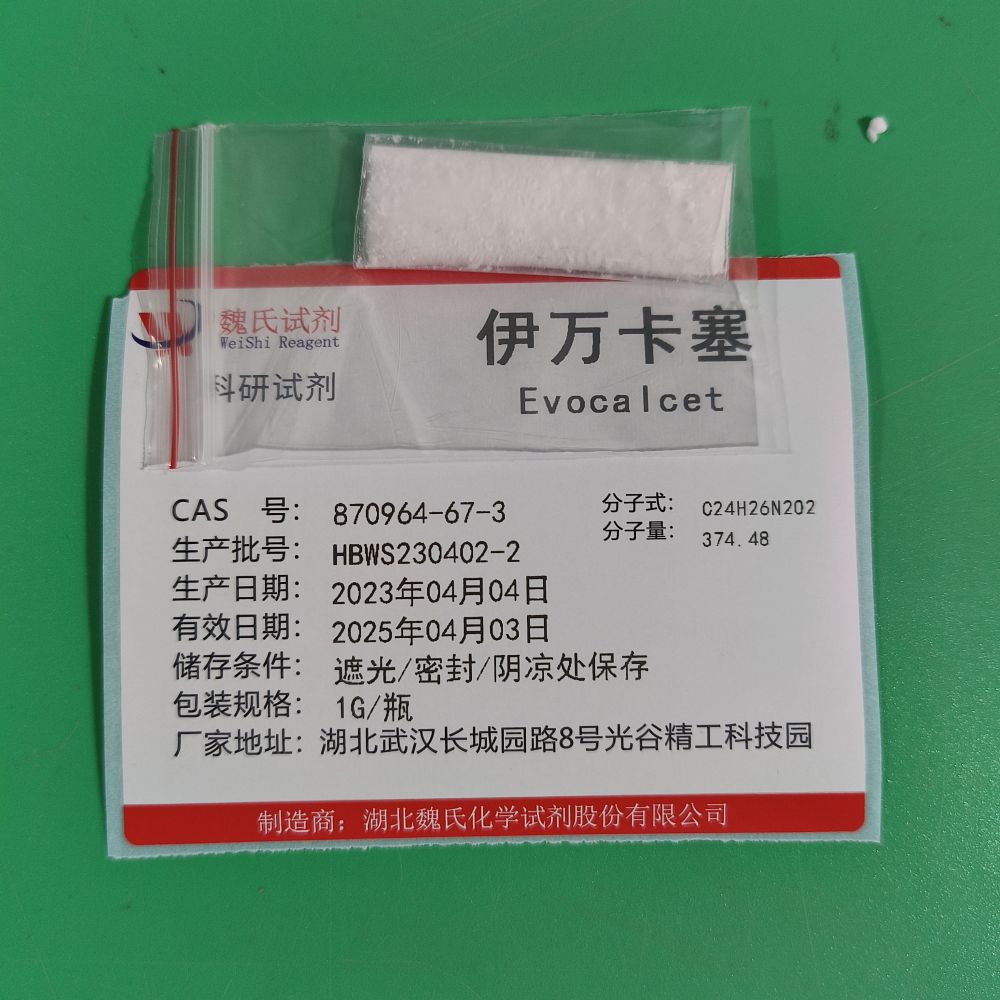 魏氏试剂
WeiShi Reagent
科研试剂
伊万卡塞
Evocalcet
CAS 号: 870964-67-3
分子式: C24H26N2O2
分子量: 374.48
生产批号: HBWS230402-2
生产日期: 2023年04月04日
有效日期: 2025年04月03日
储存条件: 遮光/密封/阴凉处保存
包装规格: 1G/瓶
厂家地址: 湖北武汉长城园路8号光谷精工科技园
制造商: 湖北魏氏化学试剂股份有限公司